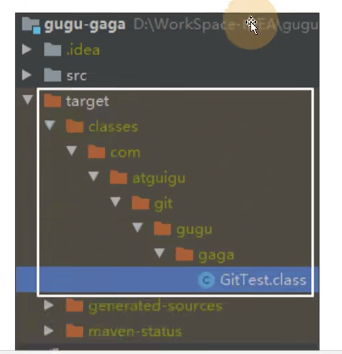 gugu-gaga D:\WorkSpace-IDEA\gugu
.idea
src
target
classes
com
atguigu
git
gugu
gaga
GitTest.class
generated-sources
maven-status